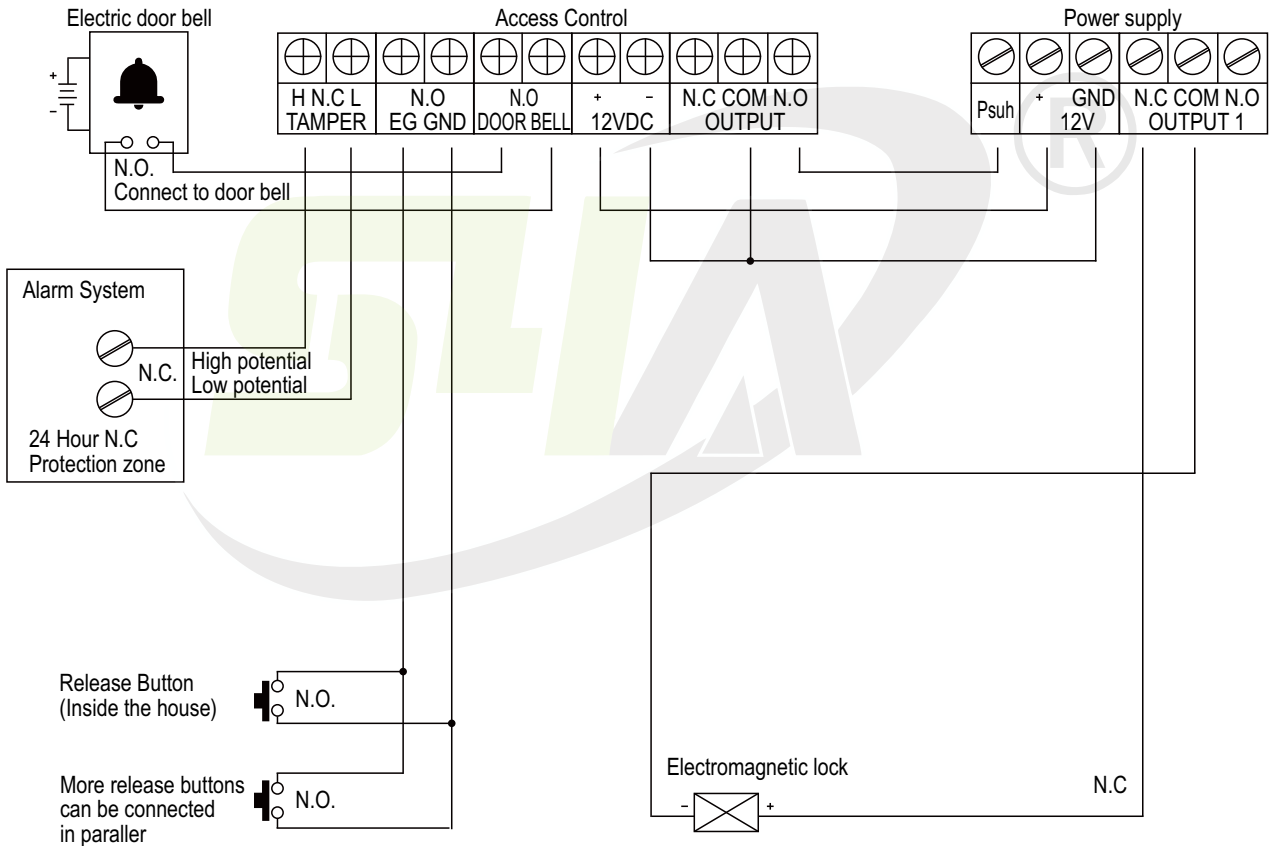 Electric door bell
Access Control
Power supply
+
−
H N.C L
TAMPER
N.O
EG GND
N.O
DOOR BELL
+ −
12VDC
N.C COM N.O
OUTPUT
Psuh
+ GND
12V
N.C COM N.O
OUTPUT 1
N.O.
Connect to door bell
Alarm System
N.C.
High potential
Low potential
24 Hour N.C
Protection zone
S4A
®
Release Button
(Inside the house)
N.O.
More release buttons
can be connected
in paraller
N.O.
Electromagnetic lock
− +
N.C